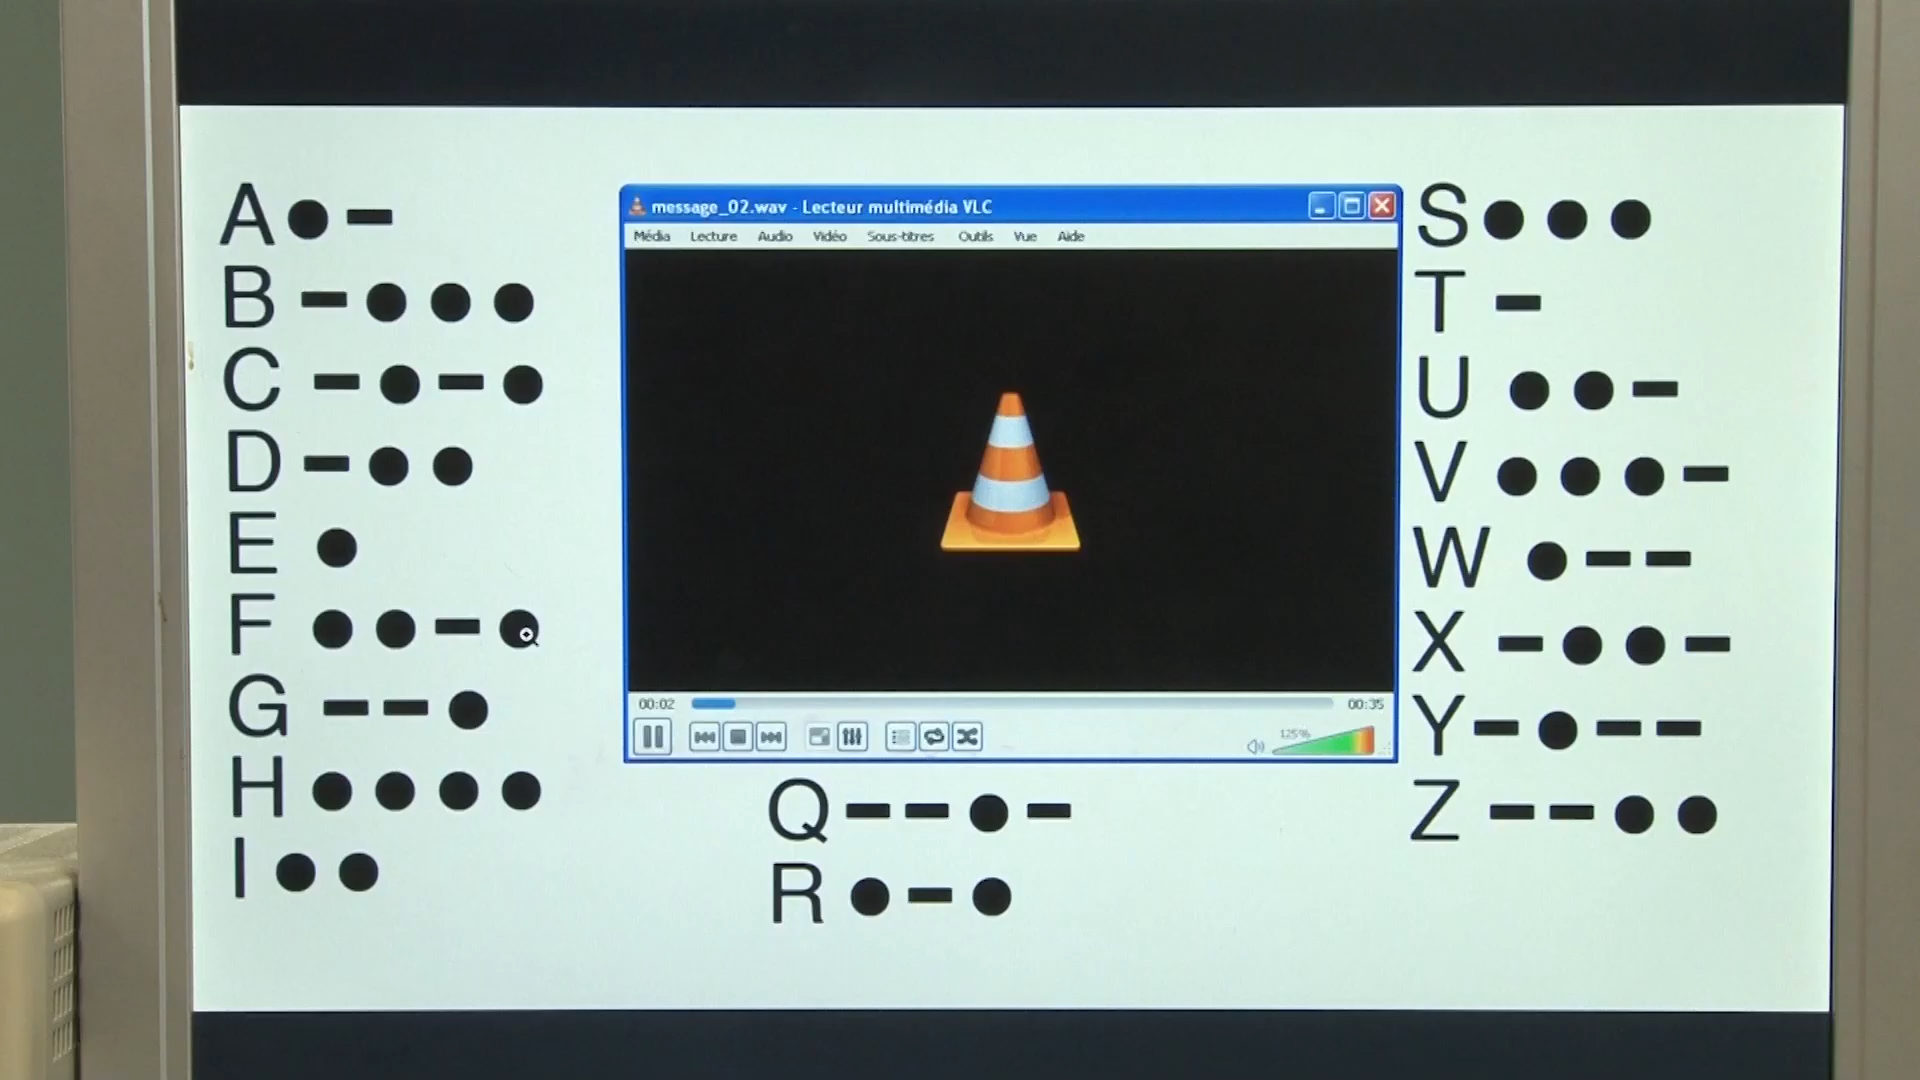 A ● –
B – ● ● ●
C – ● – ●
D – ● ●
E ●
F ● ● – ●
G – – ●
H ● ● ● ●
I ● ●
message_02.wav - Lecteur multimédia VLC
Média Lecture Audio Vidéo Sous-titres Outils Vue Aide
00:02 00:35
125%
Q – – ● –
R ● – ●
S ● ● ●
T –
U ● ● –
V ● ● ● –
W ● – –
X – ● ● –
Y – ● – –
Z – – ● ●